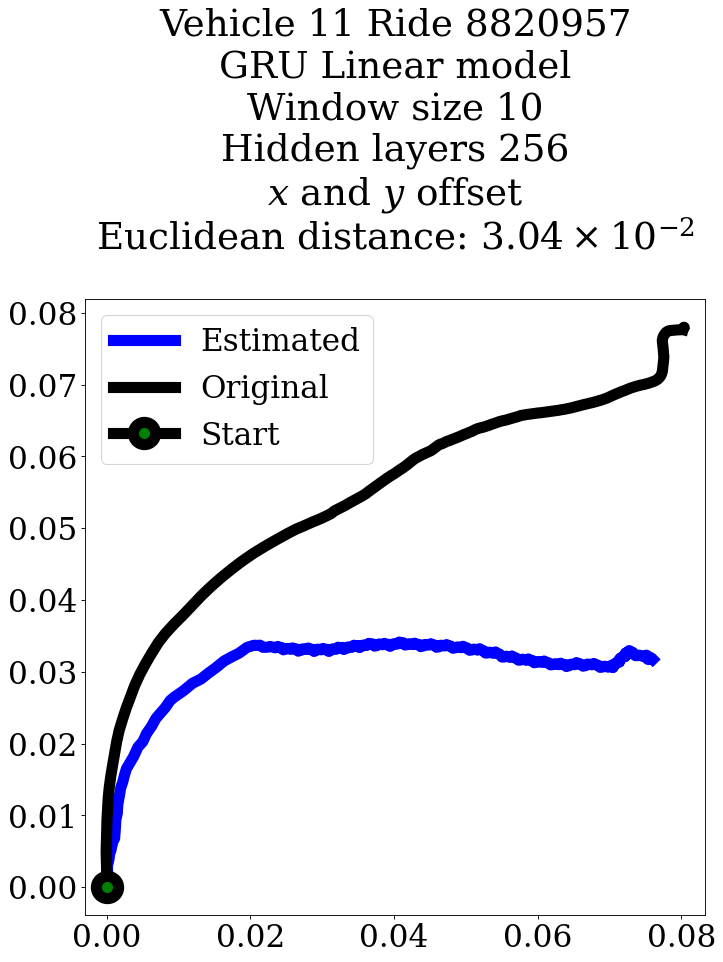 Vehicle 11 Ride 8820957
GRU Linear model
Window size 10
Hidden layers 256
x and y offset
Euclidean distance: 3.04 × 10⁻²
Estimated
Original
Start
0.08
0.07
0.06
0.05
0.04
0.03
0.02
0.01
0.00
0.00 0.02 0.04 0.06 0.08